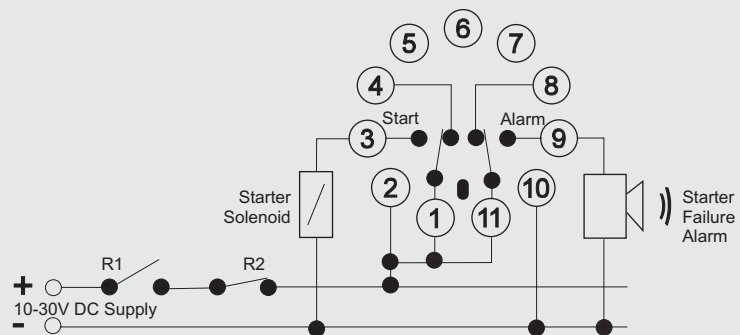 6
5
7
4
8
Start
Alarm
3
9
2
10
Starter
Solenoid
1
11
Starter
Failure
Alarm
R1
R2
+
10-30V DC Supply
-